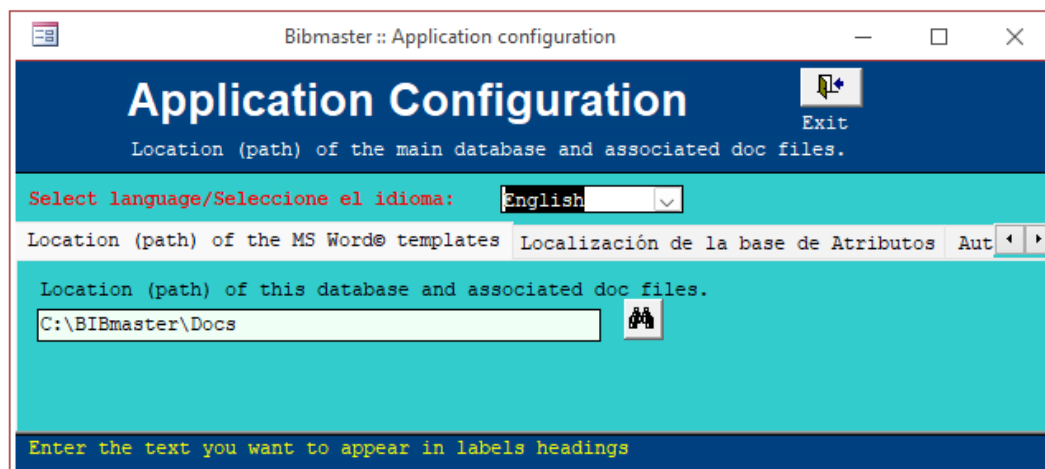 Bibmaster :: Application configuration
Application Configuration
Exit
Location (path) of the main database and associated doc files.
Select language/Seleccione el idioma: English
Location (path) of the MS Word© templates Localización de la base de Atributos Aut
Location (path) of this database and associated doc files.
C:\BIBmaster\Docs
Enter the text you want to appear in labels headings